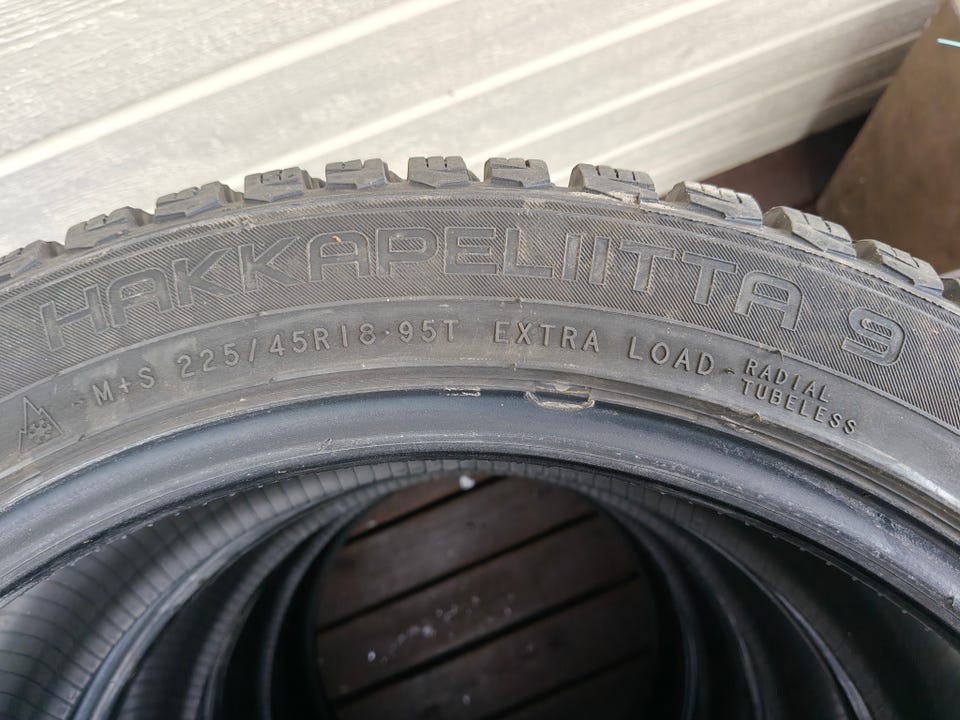 HAKKAPELIITTA 9
M+S 225/45R18·95T EXTRA LOAD RADIAL
TUBELESS